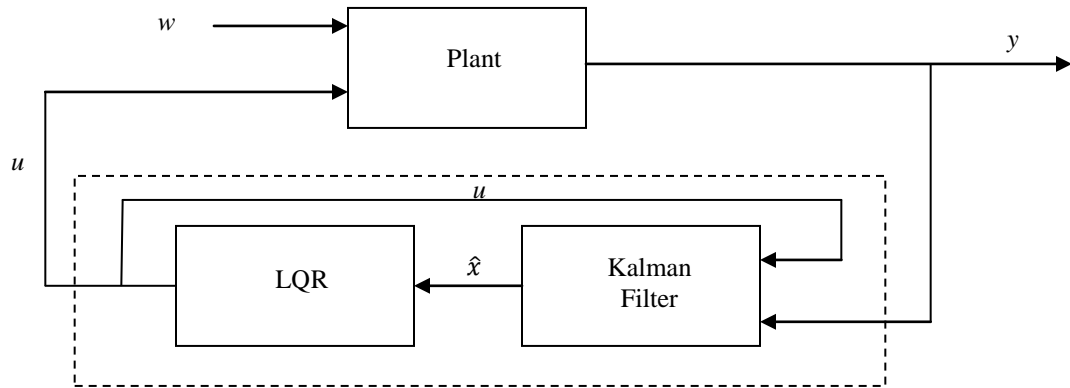 w
Plant
y
u
u
LQR
x̂
Kalman
Filter